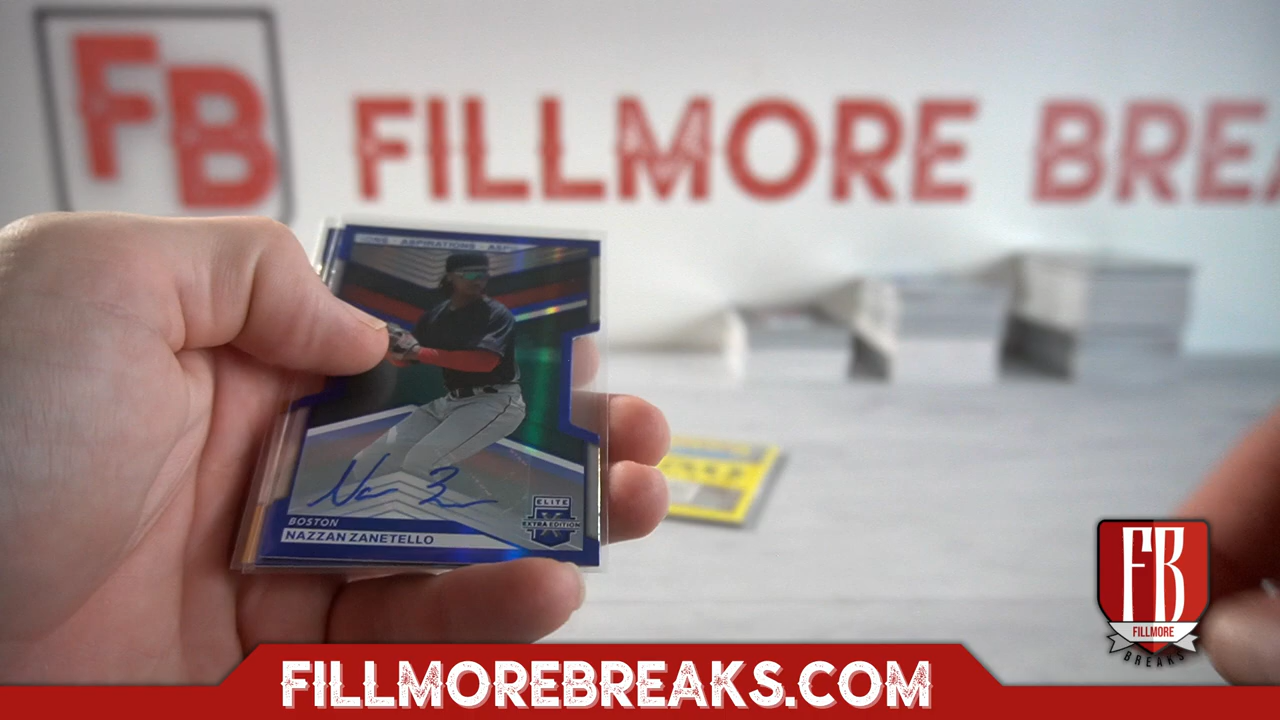 FB
FILLMORE BREA
ASPIRATIONS
BOSTON
NAZZAN ZANETELLO
ELITE
EXTRA EDITION
FB
FILLMORE
BREAKS
FILLMOREBREAKS.COM